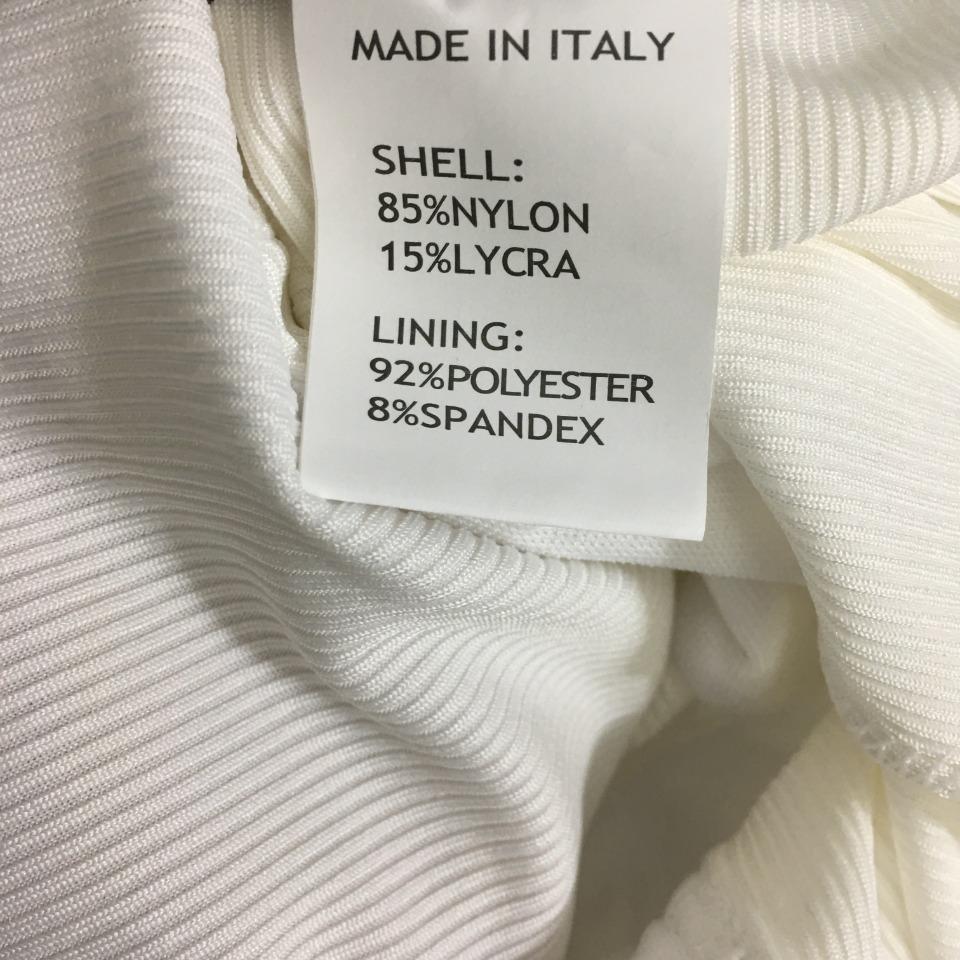 MADE IN ITALY
SHELL:
85%NYLON
15%LYCRA
LINING:
92%POLYESTER
8%SPANDEX